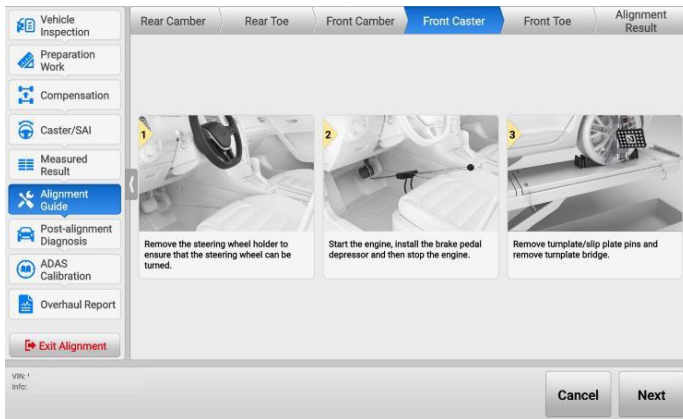 Vehicle
Inspection
Preparation
Work
Compensation
Caster/SAI
Measured
Result
Alignment
Guide
Post-alignment
Diagnosis
ADAS
Calibration
Overhaul Report
Exit Alignment
Rear Camber
Rear Toe
Front Camber
Front Caster
Front Toe
Alignment
Result
1
Remove the steering wheel holder to
ensure that the steering wheel can be
turned.
2
Start the engine, install the brake pedal
depressor and then stop the engine.
3
Remove turnplate/slip plate pins and
remove turnplate bridge.
VIN:
Info:
Cancel
Next